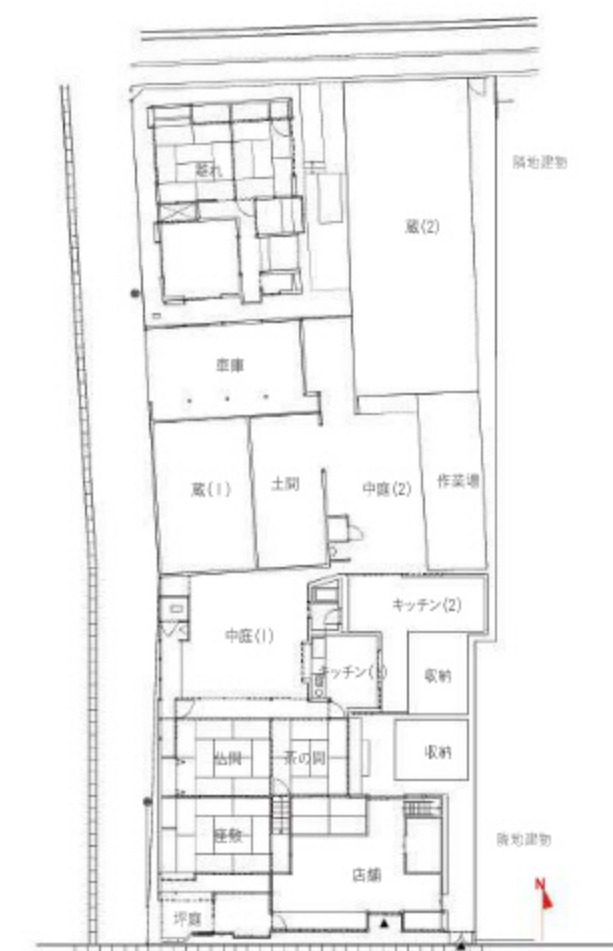 隣地建物
離れ
蔵(2)
車庫
蔵(1)
土間
中庭(2)
作業場
キッチン(2)
中庭(1)
キッチン(1)
収納
仏間
茶の間
収納
座敷
隣地建物
店舗
N
坪庭